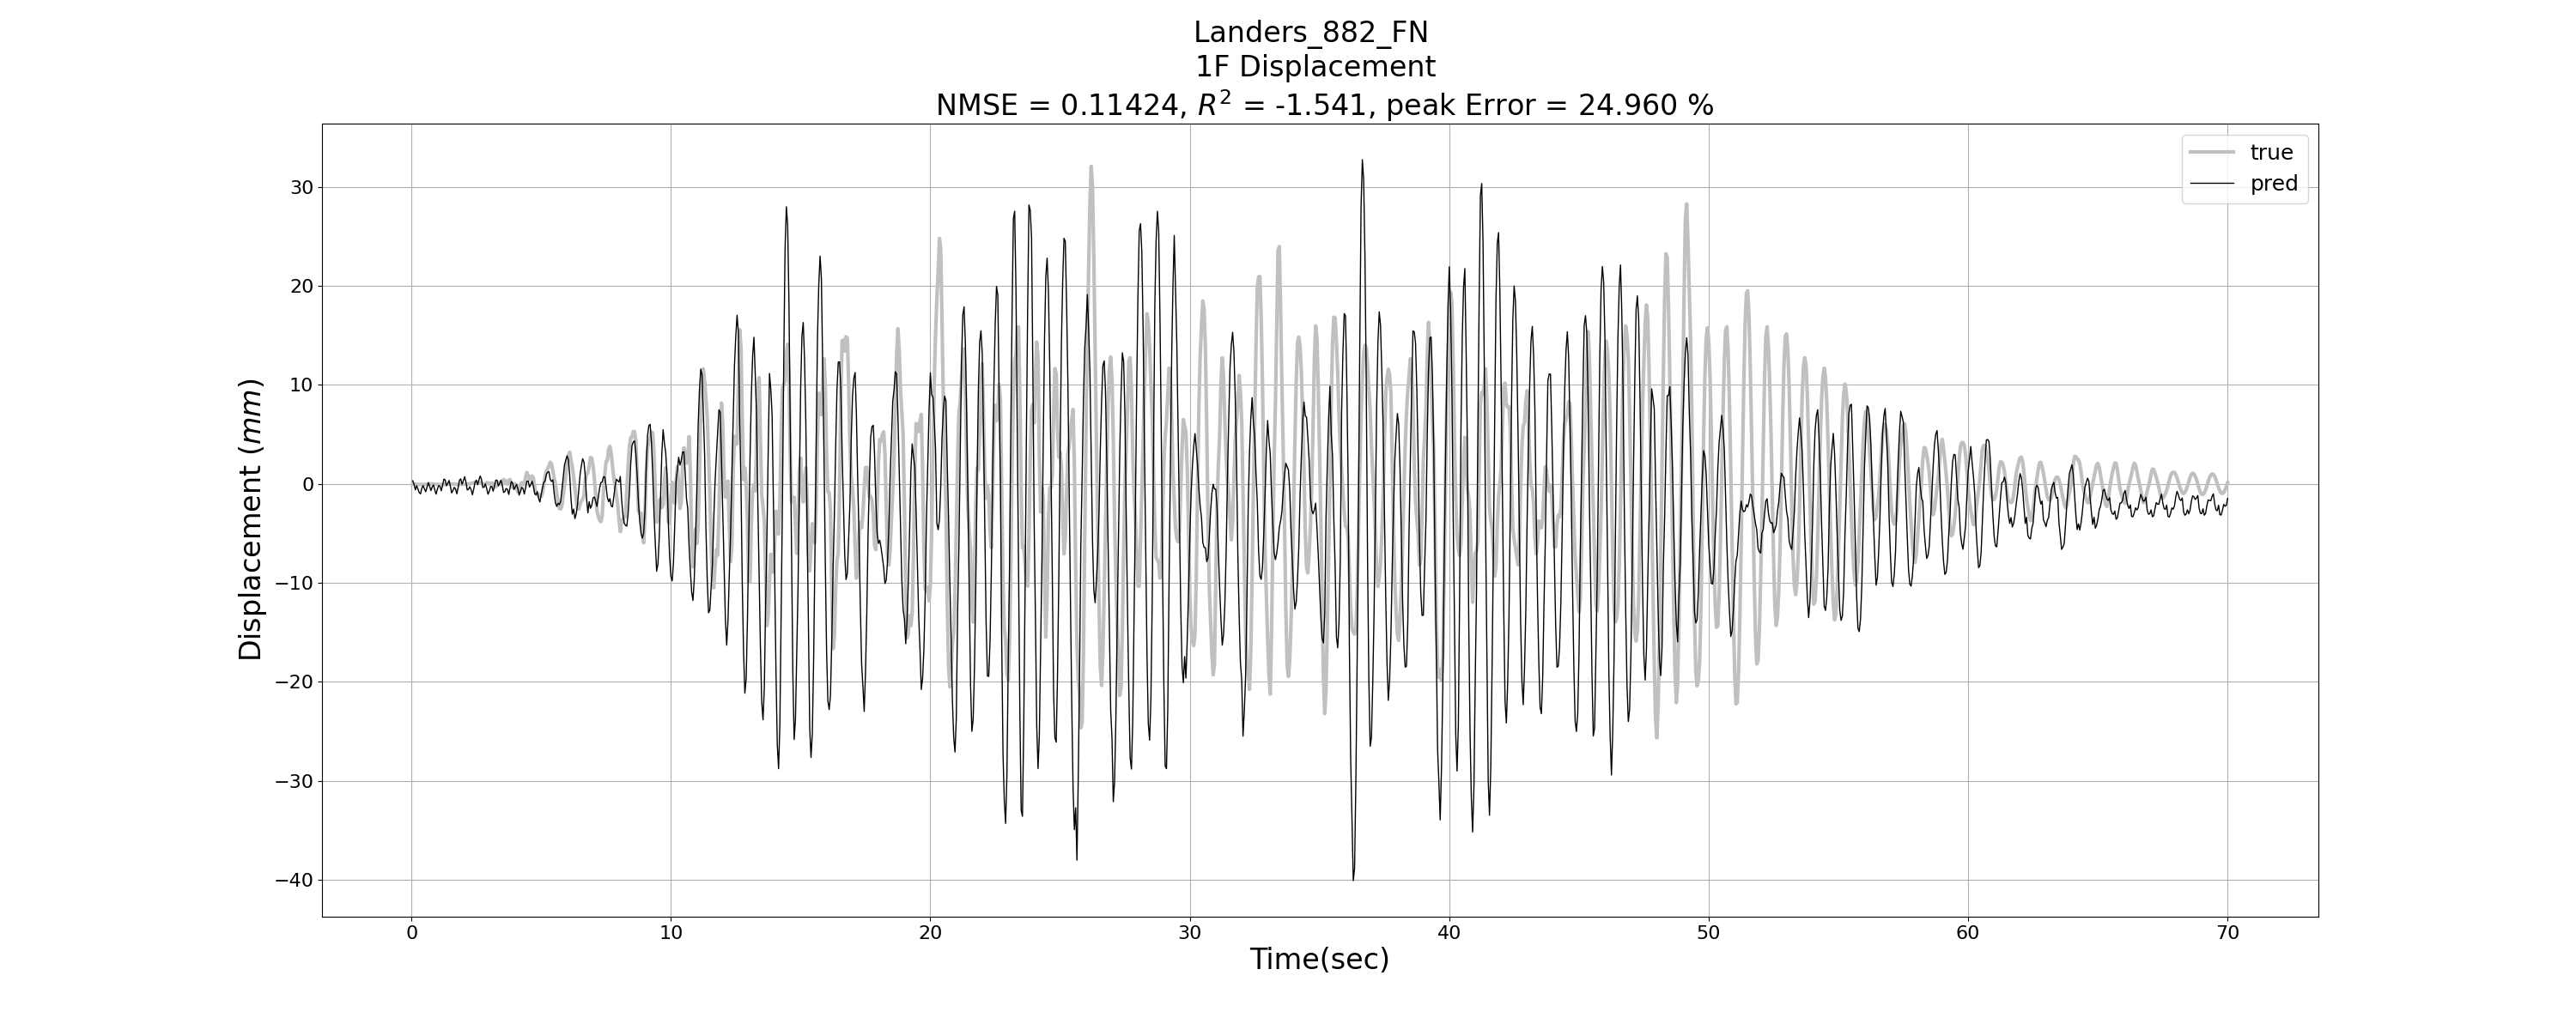 Landers_882_FN
1F Displacement
NMSE = 0.11424, R² = -1.541, peak Error = 24.960 %
true
pred
30
20
10
0
−10
−20
−30
−40
Displacement (mm)
0 10 20 30 40 50 60 70
Time(sec)